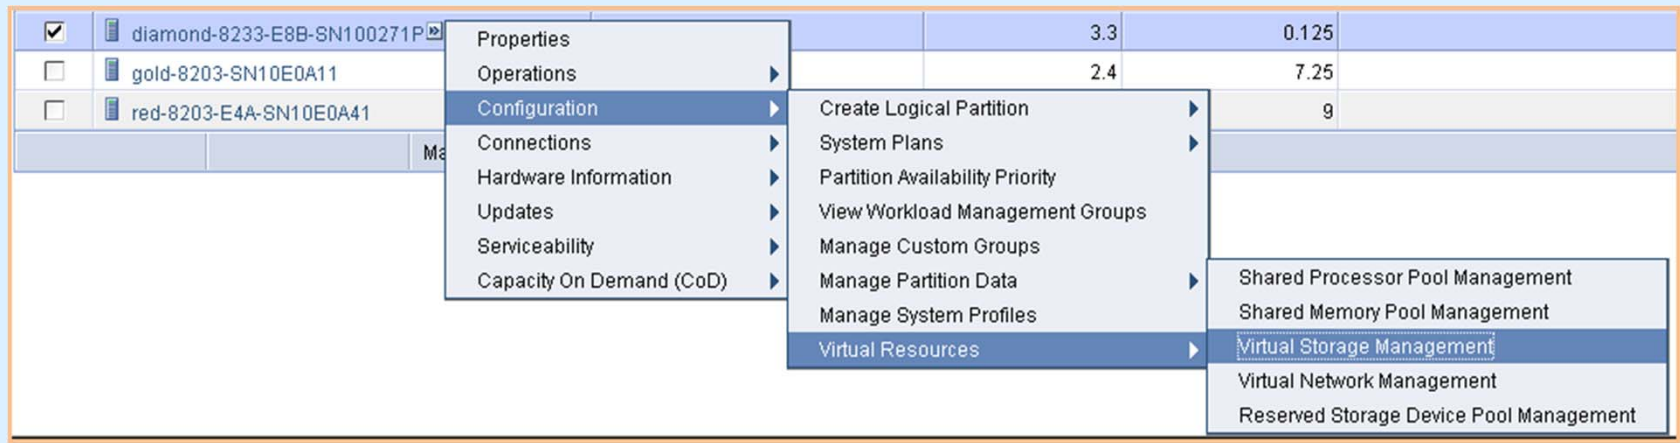 diamond-8233-E8B-SN100271P 3.3 0.125
gold-8203-SN10E0A11 2.4 7.25
red-8203-E4A-SN10E0A41 9
Ma
Properties
Operations
Configuration
Connections
Hardware Information
Updates
Serviceability
Capacity On Demand (CoD)
Create Logical Partition
System Plans
Partition Availability Priority
View Workload Management Groups
Manage Custom Groups
Manage Partition Data
Manage System Profiles
Virtual Resources
Shared Processor Pool Management
Shared Memory Pool Management
Virtual Storage Management
Virtual Network Management
Reserved Storage Device Pool Management